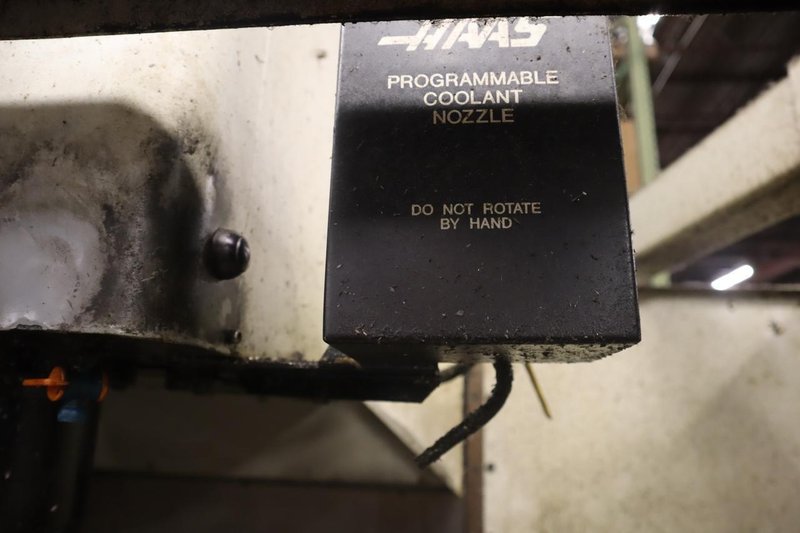 HAAS
PROGRAMMABLE
COOLANT
NOZZLE
DO NOT ROTATE
BY HAND